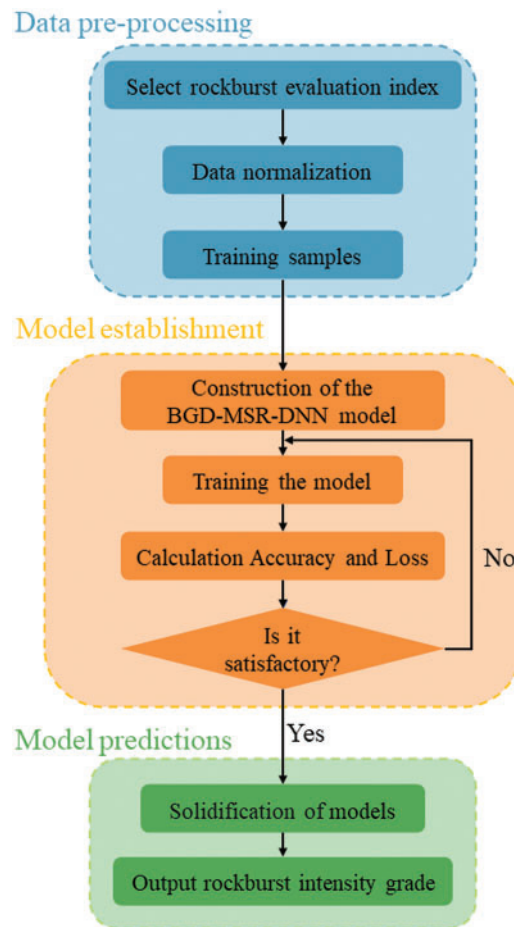 Data pre-processing
Select rockburst evaluation index
Data normalization
Training samples
Model establishment
Construction of the
BGD-MSR-DNN model
Training the model
Calculation Accuracy and Loss
No
Is it
satisfactory?
Yes
Model predictions
Solidification of models
Output rockburst intensity grade